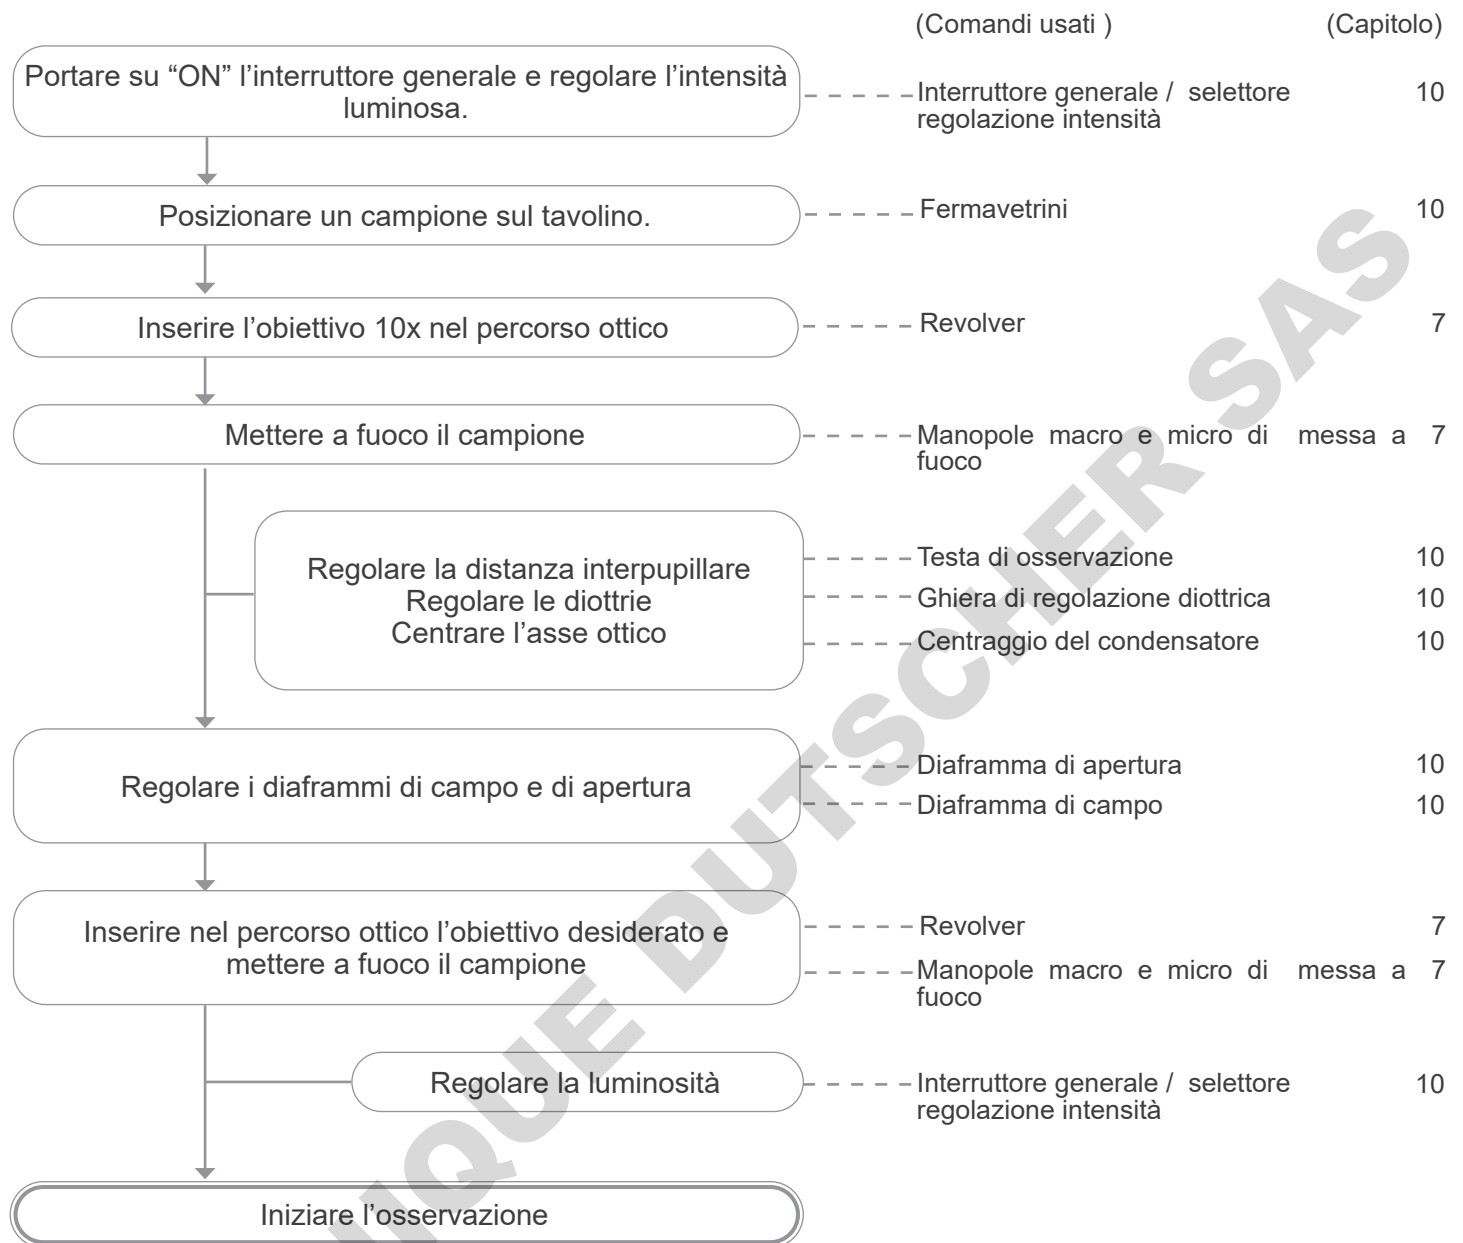 (Comandi usati ) (Capitolo)
Portare su “ON” l’interruttore generale e regolare l’intensità
luminosa.
Interruttore generale / selettore 10
regolazione intensità
Posizionare un campione sul tavolino.
Fermavetrini 10
Inserire l’obiettivo 10x nel percorso ottico
Revolver 7
Mettere a fuoco il campione
Manopole macro e micro di messa a 7
fuoco
Regolare la distanza interpupillare
Regolare le diottrie
Centrare l’asse ottico
Testa di osservazione 10
Ghiera di regolazione diottrica 10
Centraggio del condensatore 10
Regolare i diaframmi di campo e di apertura
Diaframma di apertura 10
Diaframma di campo 10
Inserire nel percorso ottico l’obiettivo desiderato e
mettere a fuoco il campione
Revolver 7
Manopole macro e micro di messa a 7
fuoco
Regolare la luminosità
Interruttore generale / selettore 10
regolazione intensità
Iniziare l’osservazione
IQUE DUTSCHER SAS